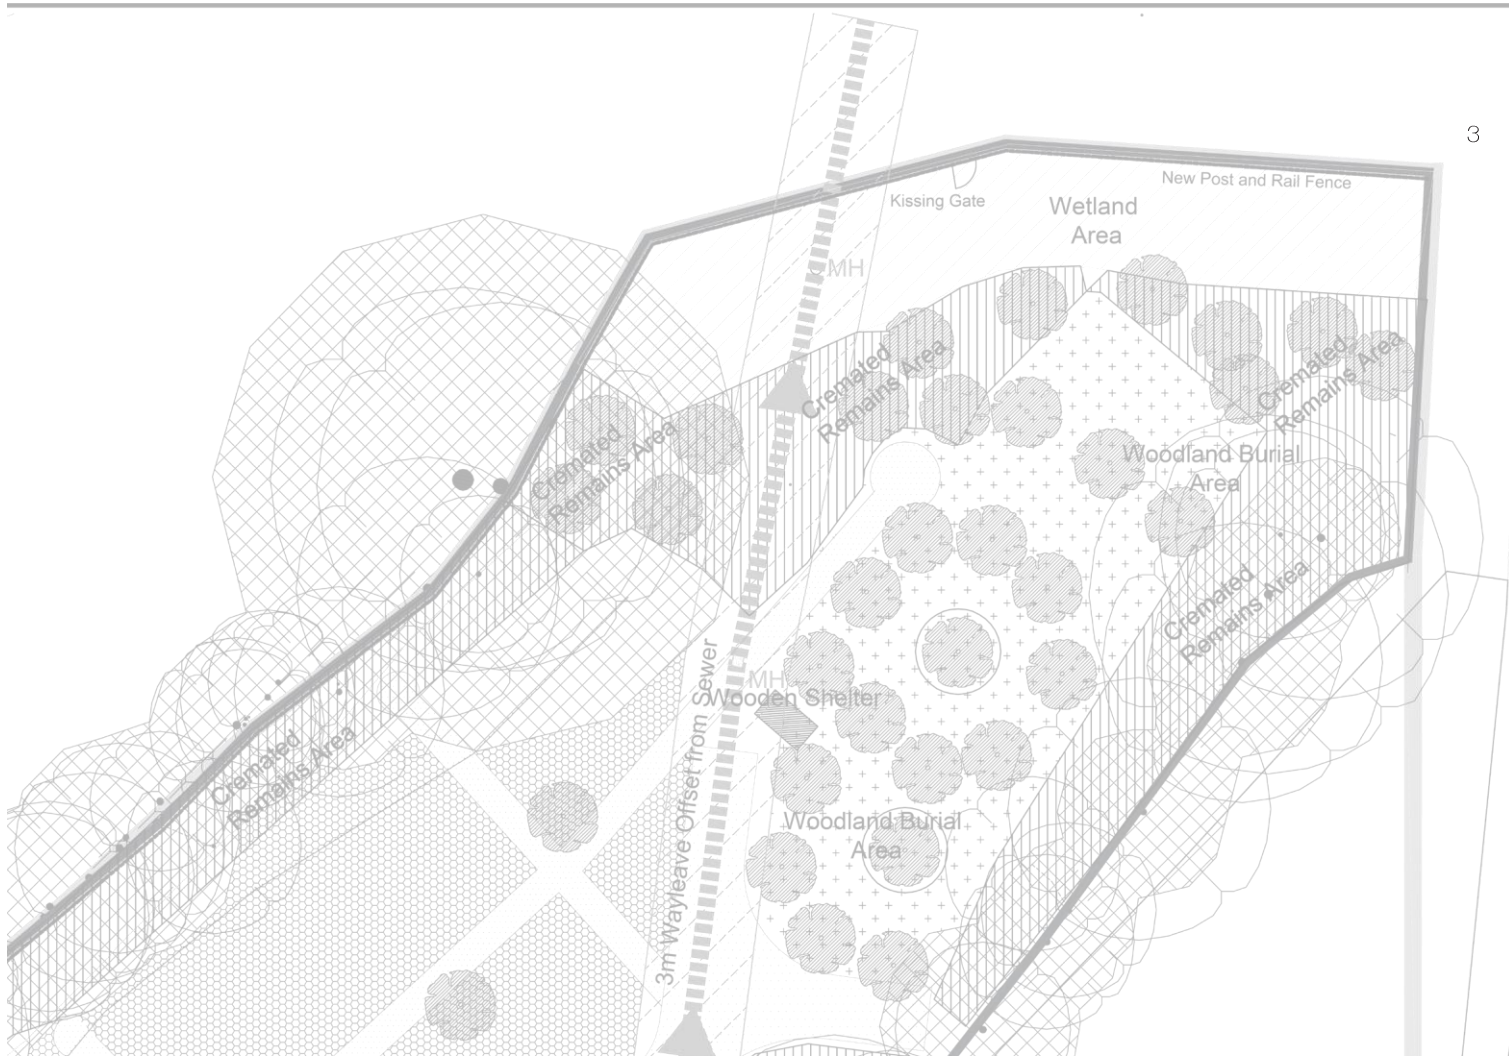 3
New Post and Rail Fence
Kissing Gate
Wetland
Area
MH
Cremated
Remains Area
Cremated
Remains Area
Cremated
Remains Area
Woodland Burial
Area
Cremated
Remains Area
MH
Wooden Shelter
3m Wayleave Offset from Sewer
Cremated
Remains Area
Woodland Burial
Area